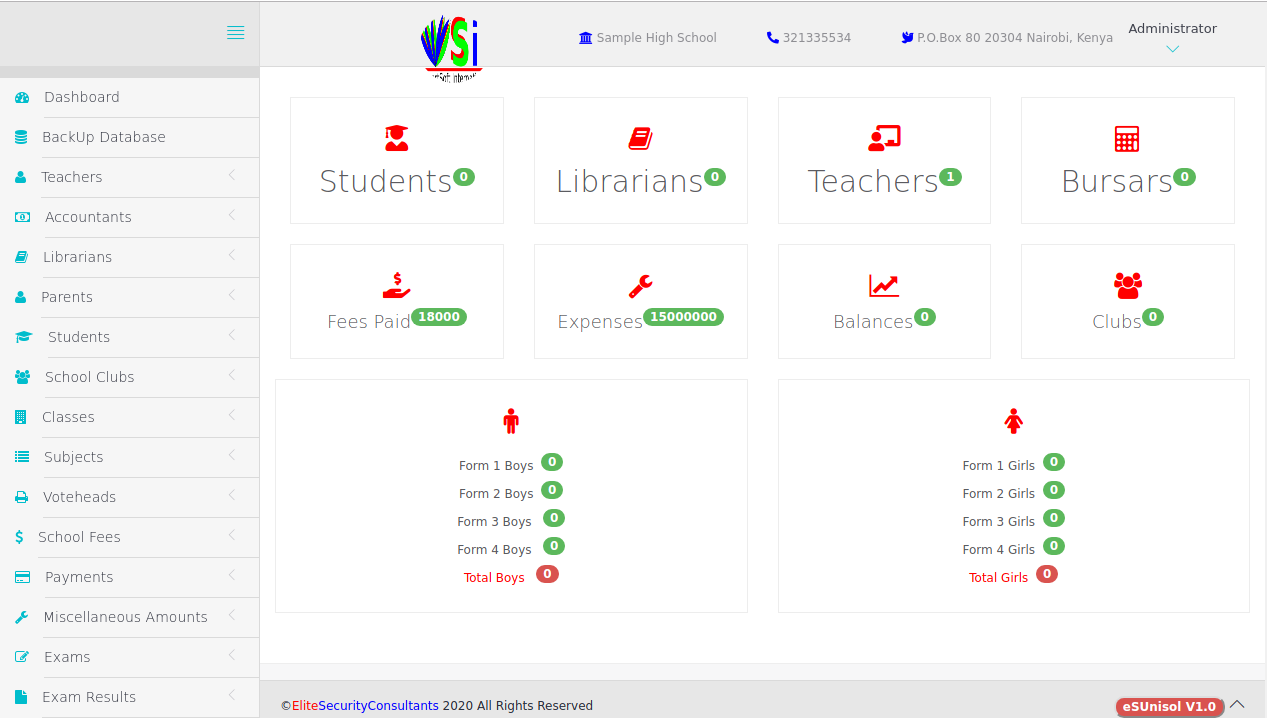 Si
Sample High School
321335534
P.O.Box 80 20304 Nairobi, Kenya
Administrator
Dashboard
BackUp Database
Teachers
Accountants
Librarians
Parents
Students
School Clubs
Classes
Subjects
Voteheads
School Fees
Payments
Miscellaneous Amounts
Exams
Exam Results
Students 0
Librarians 0
Teachers 1
Bursars 0
Fees Paid 18000
Expenses 15000000
Balances 0
Clubs 0
Form 1 Boys 0
Form 2 Boys 0
Form 3 Boys 0
Form 4 Boys 0
Total Boys 0
Form 1 Girls 0
Form 2 Girls 0
Form 3 Girls 0
Form 4 Girls 0
Total Girls 0
©EliteSecurityConsultants 2020 All Rights Reserved
eSUnisol V1.0